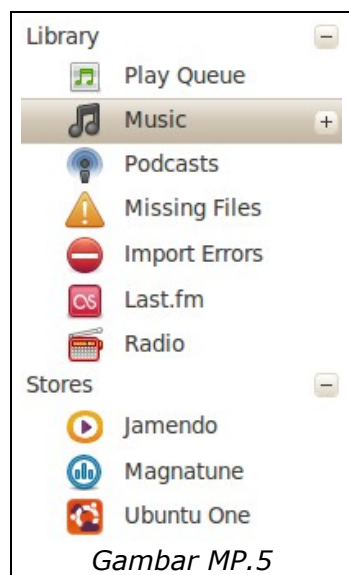 Library
Play Queue
Music
Podcasts
Missing Files
Import Errors
Last.fm
Radio
Stores
Jamendo
Magnatune
Ubuntu One
Gambar MP.5